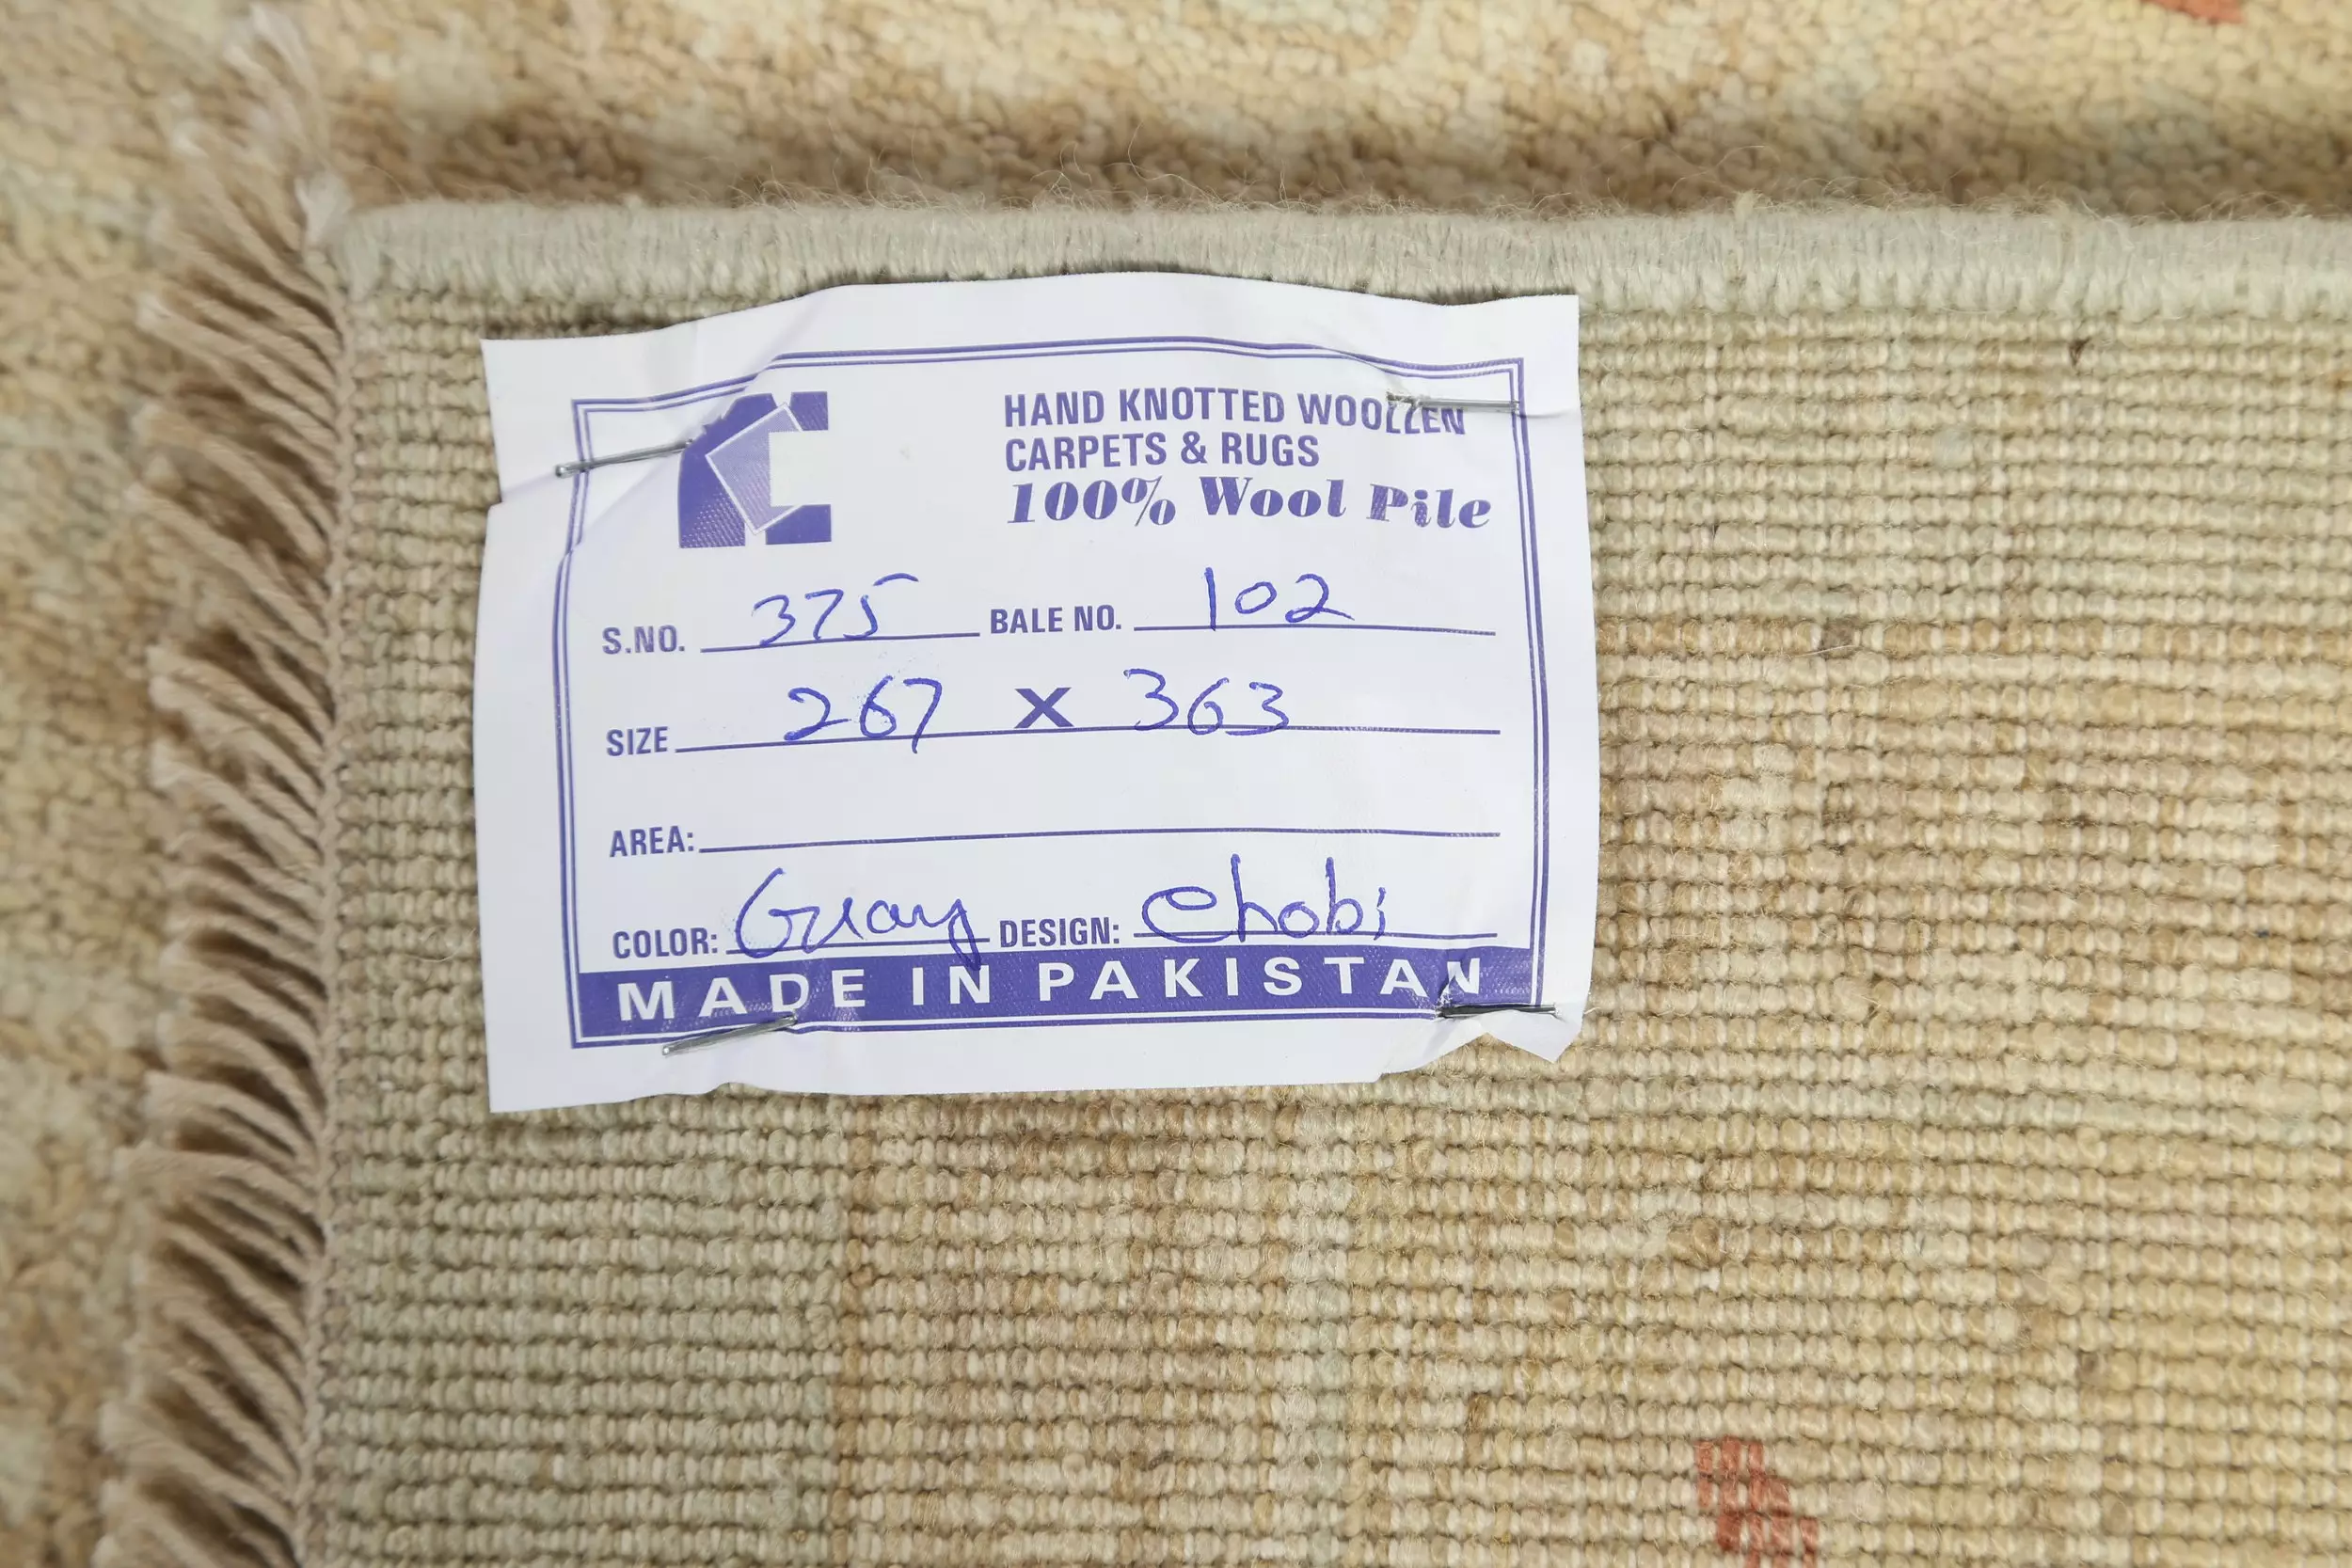 HAND KNOTTED WOOLLEN
CARPETS & RUGS
100% Wool Pile
S.NO. 375 BALE NO. 102
SIZE 267 X 363
AREA:
COLOR: Gray DESIGN: Chobi
MADE IN PAKISTAN